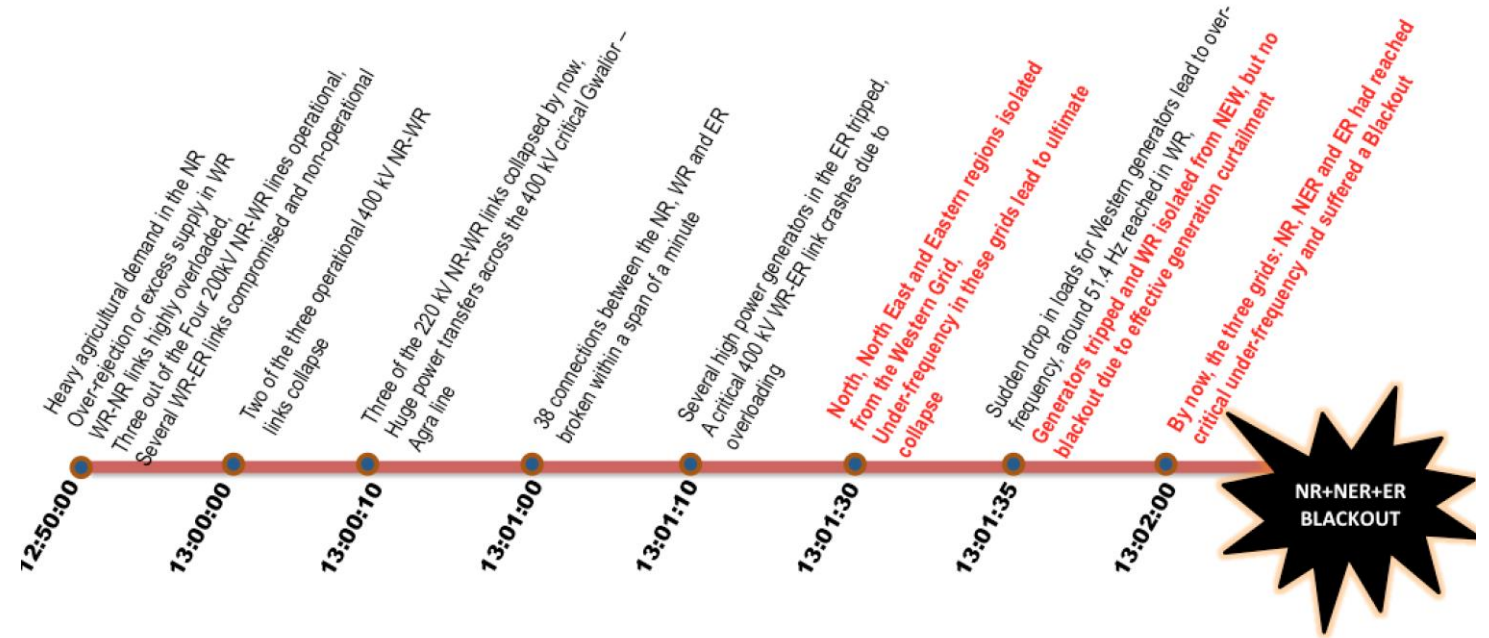 Heavy agricultural demand in the NR
Over-rejection or excess supply in WR
WR-NR links highly overloaded,
Three out of the Four 200kV NR-WR lines operational,
Several WR-ER links compromised and non-operational
Two of the three operational 400 kV NR-WR
links collapse
Three of the 220 kV NR-WR links collapsed by now,
Huge power transfers across the 400 kV critical Gwalior –
Agra line
38 connections between the NR, WR and ER
broken within a span of a minute
Several high power generators in the ER tripped,
A critical 400 kV WR-ER link crashes due to
overloading
North, North East and Eastern regions isolated
from the Western Grid,
Under-frequency in these grids lead to ultimate
collapse
Sudden drop in loads for Western generators lead to over-
frequency, around 51.4 Hz reached in WR,
Generators tripped and WR isolated from NEW, but no
blackout due to effective generation curtailment
By now, the three grids: NR, NER and ER had reached
critical under-frequency and suffered a Blackout
12:50:00
13:00:00
13:00:10
13:01:00
13:01:10
13:01:30
13:01:35
13:02:00
NR+NER+ER
BLACKOUT